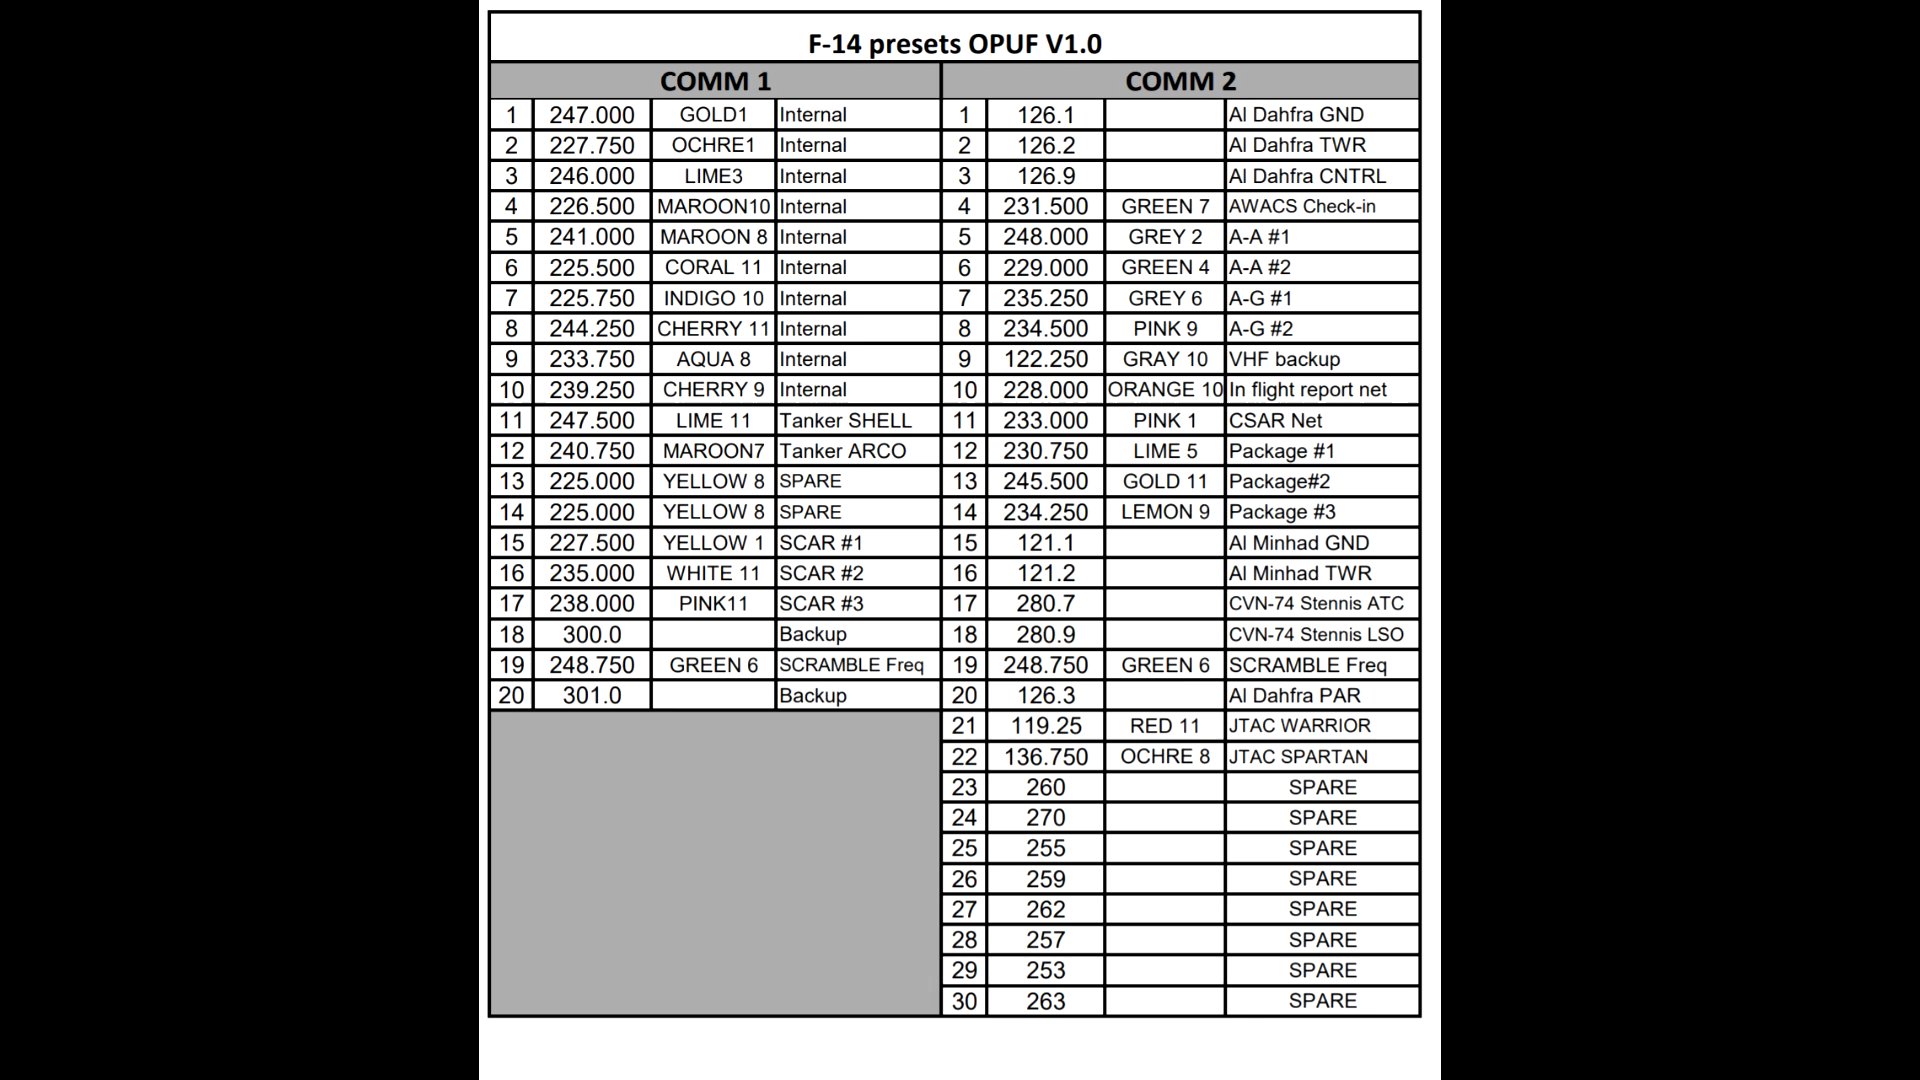 F-14 presets OPUF V1.0
COMM 1 COMM 2
1 247.000 GOLD1 Internal 1 126.1 Al Dahfra GND
2 227.750 OCHRE1 Internal 2 126.2 Al Dahfra TWR
3 246.000 LIME3 Internal 3 126.9 Al Dahfra CNTRL
4 226.500 MAROON10 Internal 4 231.500 GREEN 7 AWACS Check-in
5 241.000 MAROON 8 Internal 5 248.000 GREY 2 A-A #1
6 225.500 CORAL 11 Internal 6 229.000 GREEN 4 A-A #2
7 225.750 INDIGO 10 Internal 7 235.250 GREY 6 A-G #1
8 244.250 CHERRY 11 Internal 8 234.500 PINK 9 A-G #2
9 233.750 AQUA 8 Internal 9 122.250 GRAY 10 VHF backup
10 239.250 CHERRY 9 Internal 10 228.000 ORANGE 10 In flight report net
11 247.500 LIME 11 Tanker SHELL 11 233.000 PINK 1 CSAR Net
12 240.750 MAROON7 Tanker ARCO 12 230.750 LIME 5 Package #1
13 225.000 YELLOW 8 SPARE 13 245.500 GOLD 11 Package#2
14 225.000 YELLOW 8 SPARE 14 234.250 LEMON 9 Package #3
15 227.500 YELLOW 1 SCAR #1 15 121.1 Al Minhad GND
16 235.000 WHITE 11 SCAR #2 16 121.2 Al Minhad TWR
17 238.000 PINK11 SCAR #3 17 280.7 CVN-74 Stennis ATC
18 300.0 Backup 18 280.9 CVN-74 Stennis LSO
19 248.750 GREEN 6 SCRAMBLE Freq 19 248.750 GREEN 6 SCRAMBLE Freq
20 301.0 Backup 20 126.3 Al Dahfra PAR
21 119.25 RED 11 JTAC WARRIOR
22 136.750 OCHRE 8 JTAC SPARTAN
23 260 SPARE
24 270 SPARE
25 255 SPARE
26 259 SPARE
27 262 SPARE
28 257 SPARE
29 253 SPARE
30 263 SPARE